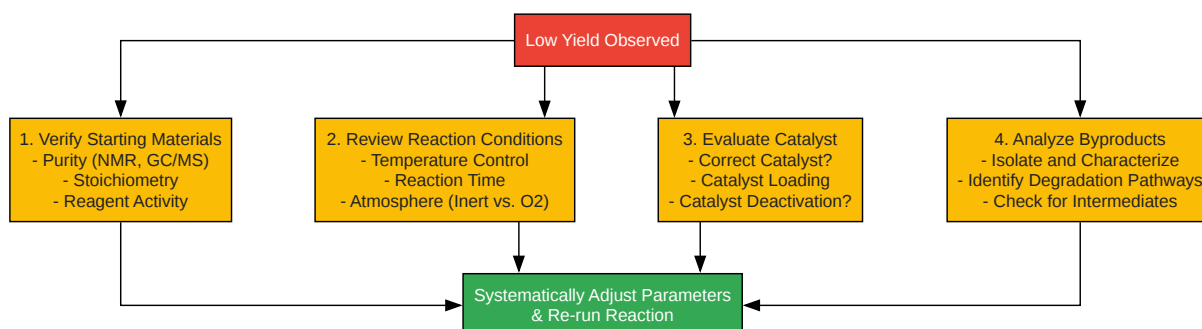 Low Yield Observed
1. Verify Starting Materials
- Purity (NMR, GC/MS)
- Stoichiometry
- Reagent Activity
2. Review Reaction Conditions
- Temperature Control
- Reaction Time
- Atmosphere (Inert vs. O2)
3. Evaluate Catalyst
- Correct Catalyst?
- Catalyst Loading
- Catalyst Deactivation?
4. Analyze Byproducts
- Isolate and Characterize
- Identify Degradation Pathways
- Check for Intermediates
Systematically Adjust Parameters
& Re-run Reaction